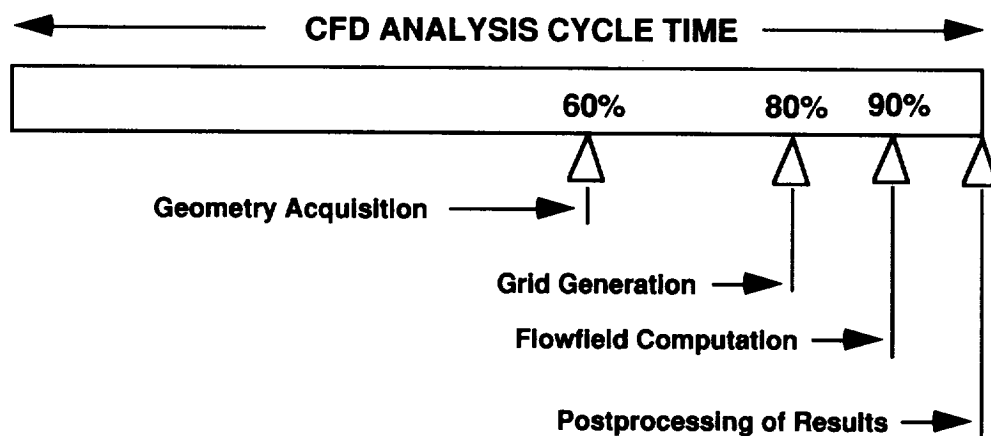 CFD ANALYSIS CYCLE TIME
60% 80% 90%
Geometry Acquisition
Grid Generation
Flowfield Computation
Postprocessing of Results